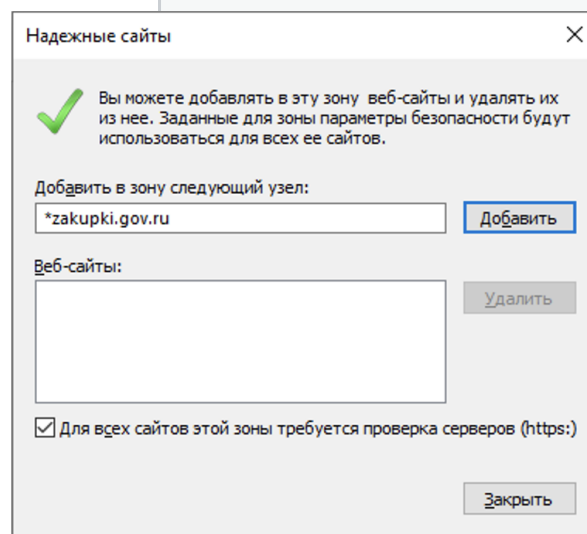 Надежные сайты
Вы можете добавлять в эту зону веб-сайты и удалять их
из нее. Заданные для зоны параметры безопасности будут
использоваться для всех ее сайтов.
Добавить в зону следующий узел:
*zakupki.gov.ru
Добавить
Веб-сайты:
Удалить
Для всех сайтов этой зоны требуется проверка серверов (https:)
Закрыть